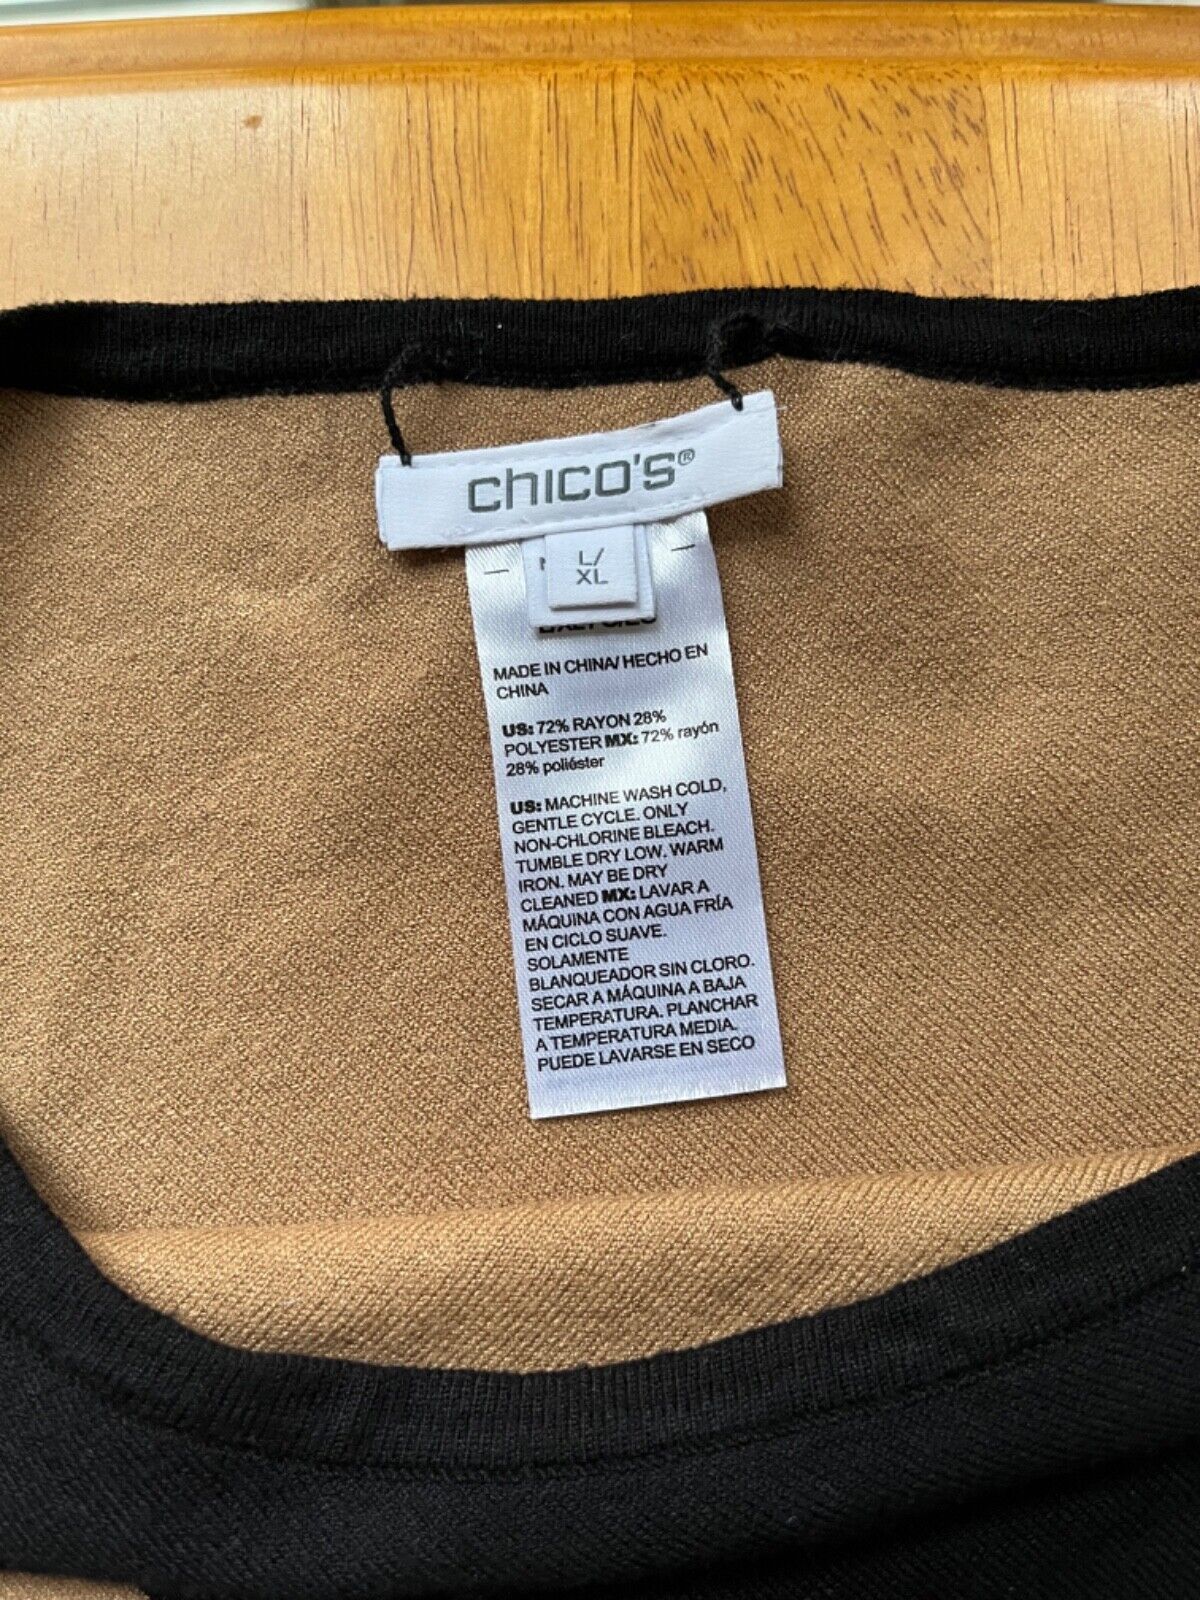 chico's®
L/
XL
MADE IN CHINA/ HECHO EN
CHINA
US: 72% RAYON 28%
POLYESTER MX: 72% rayón
28% poliéster
US: MACHINE WASH COLD,
GENTLE CYCLE. ONLY
NON-CHLORINE BLEACH.
TUMBLE DRY LOW. WARM
IRON. MAY BE DRY
CLEANED MX: LAVAR A
MÁQUINA CON AGUA FRÍA
EN CICLO SUAVE.
SOLAMENTE
BLANQUEADOR SIN CLORO.
SECAR A MÁQUINA A BAJA
TEMPERATURA. PLANCHAR
A TEMPERATURA MEDIA.
PUEDE LAVARSE EN SECO